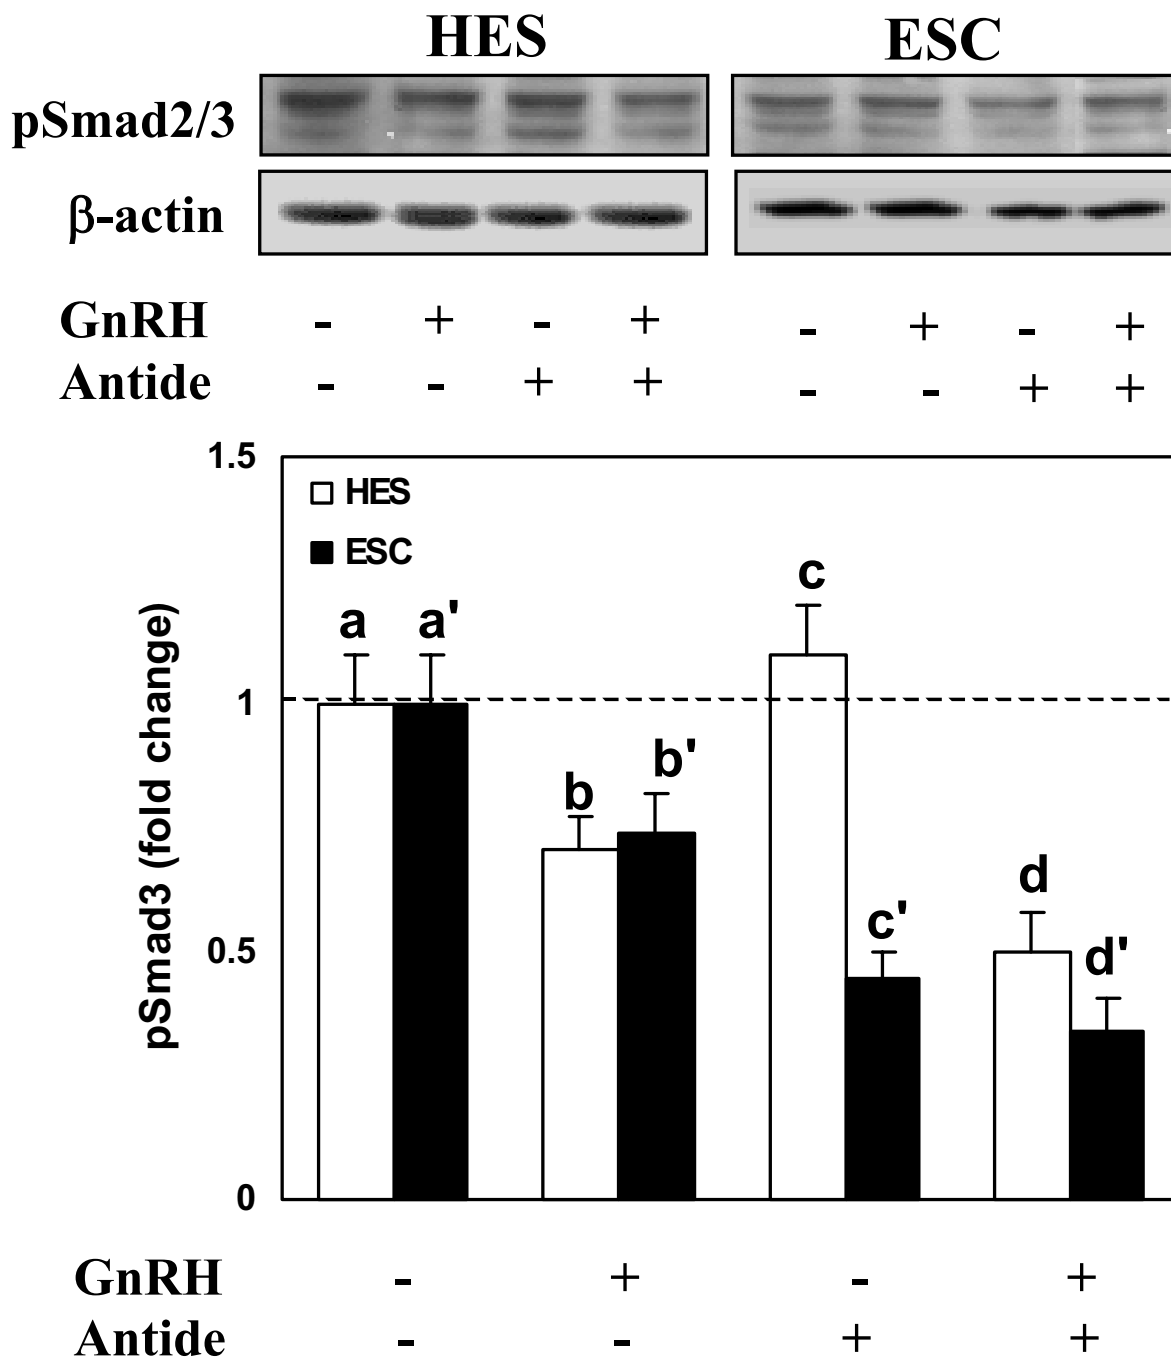 HES ESC
pSmad2/3
β-actin
GnRH - + - + - + - +
Antide - - + + - - + +
1.5
HES
ESC
c
a a'
1
b b'
d
c'
d'
0.5
0
pSmad3 (fold change)
GnRH - + - +
Antide - - + +